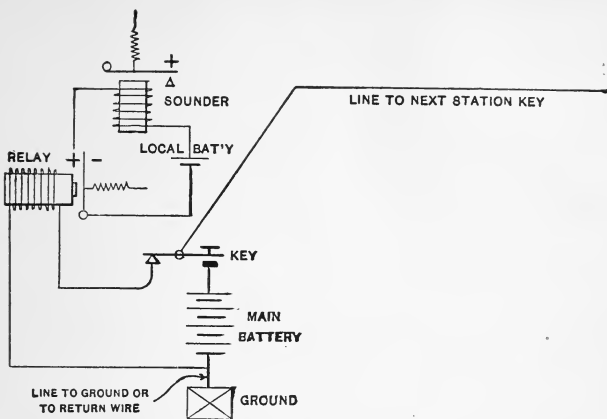 +
SOUNDER
LINE TO NEXT STATION KEY
LOCAL BAT'Y
RELAY
+ -
KEY
MAIN
BATTERY
LINE TO GROUND OR
TO RETURN WIRE
GROUND